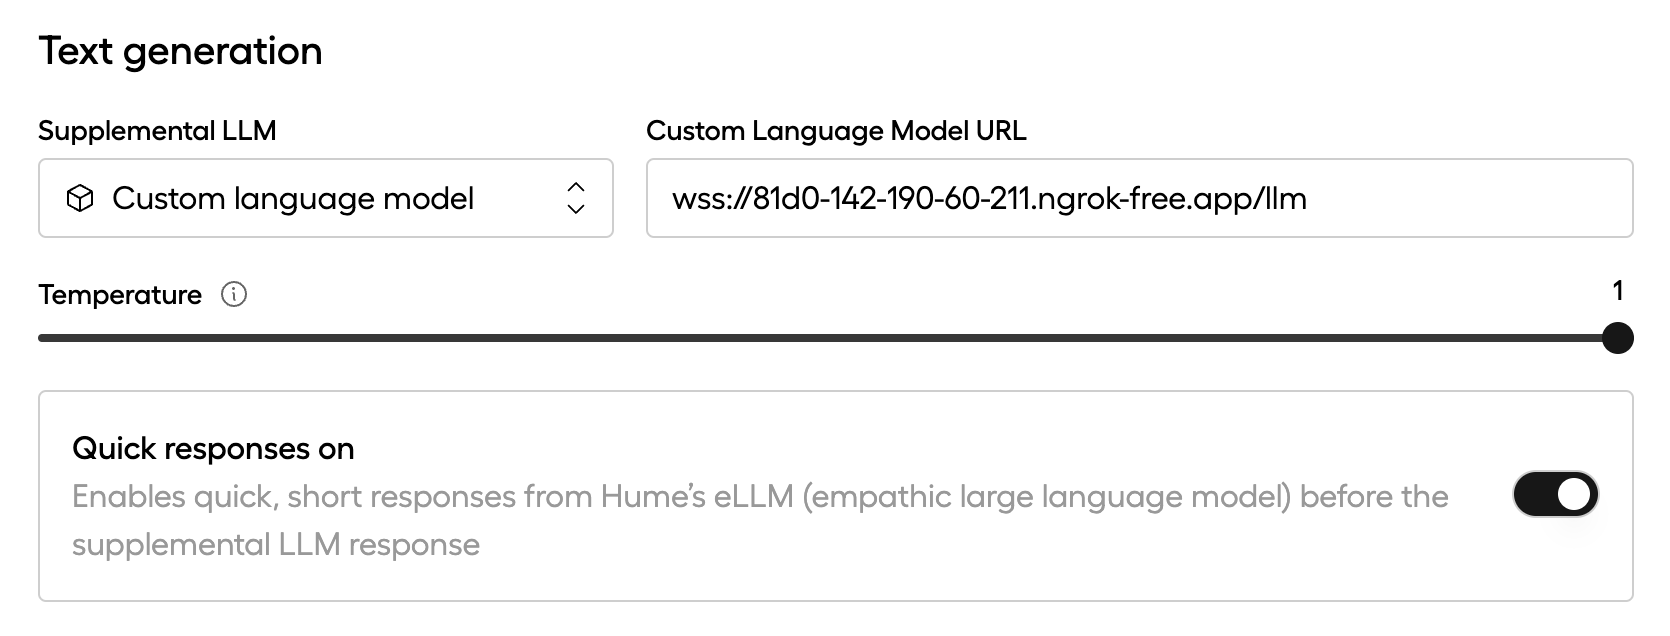 Text generation
Supplemental LLM
Custom Language Model URL
Custom language model
wss://81d0-142-190-60-211.ngrok-free.app/llm
Temperature
1
Quick responses on
Enables quick, short responses from Hume’s eLLM (empathic large language model) before the
supplemental LLM response